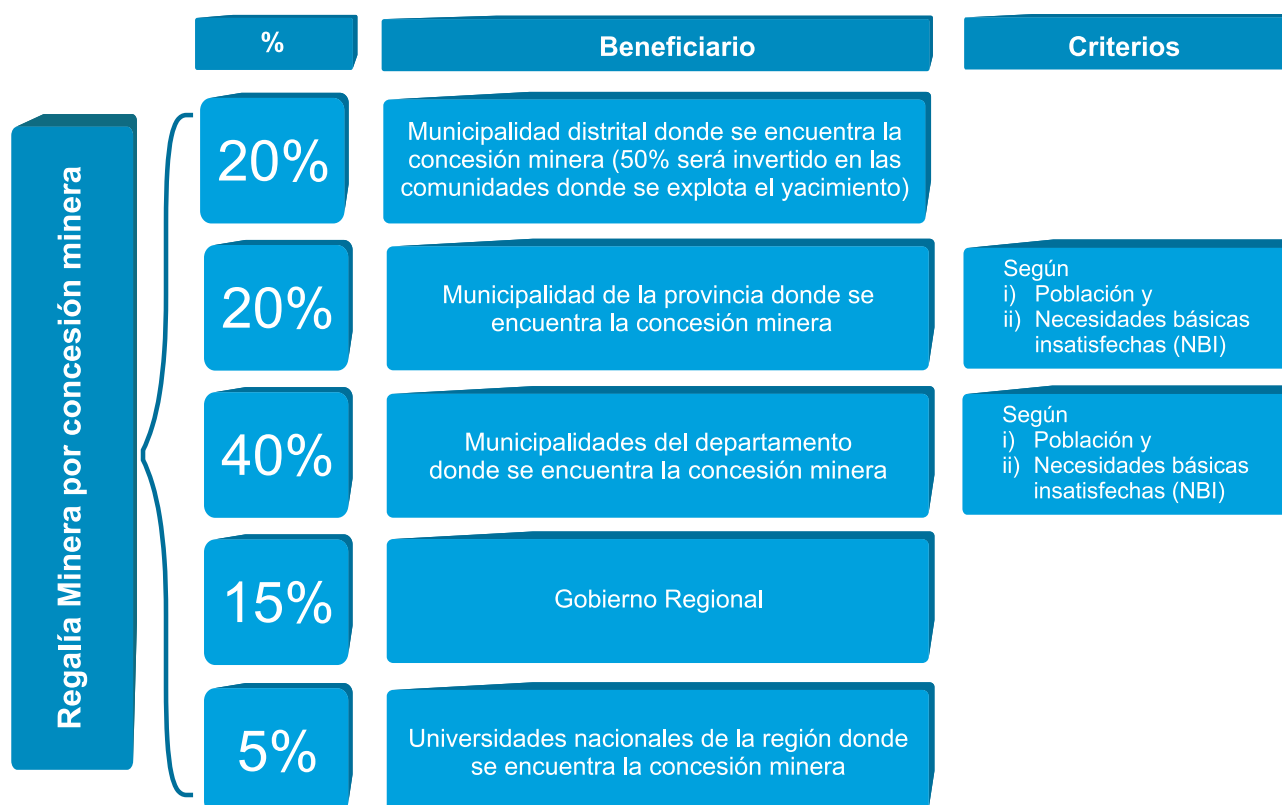 %
Beneficiario
Criterios
Regalía Minera por concesión minera
20%
Municipalidad distrital donde se encuentra la
concesión minera (50% será invertido en las
comunidades donde se explota el yacimiento)
20%
Municipalidad de la provincia donde se
encuentra la concesión minera
Según
i) Población y
ii) Necesidades básicas
insatisfechas (NBI)
40%
Municipalidades del departamento
donde se encuentra la concesión minera
Según
i) Población y
ii) Necesidades básicas
insatisfechas (NBI)
15%
Gobierno Regional
5%
Universidades nacionales de la región donde
se encuentra la concesión minera